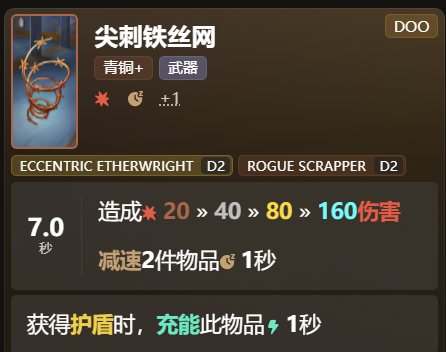 尖刺铁丝网
DOO
青铜+ 武器
+1
ECCENTRIC ETHERWRIGHT D2 ROGUE SCRAPPER D2
造成 20 » 40 » 80 » 160伤害
7.0
秒
减速2件物品 1秒
获得护盾时，充能此物品 1秒